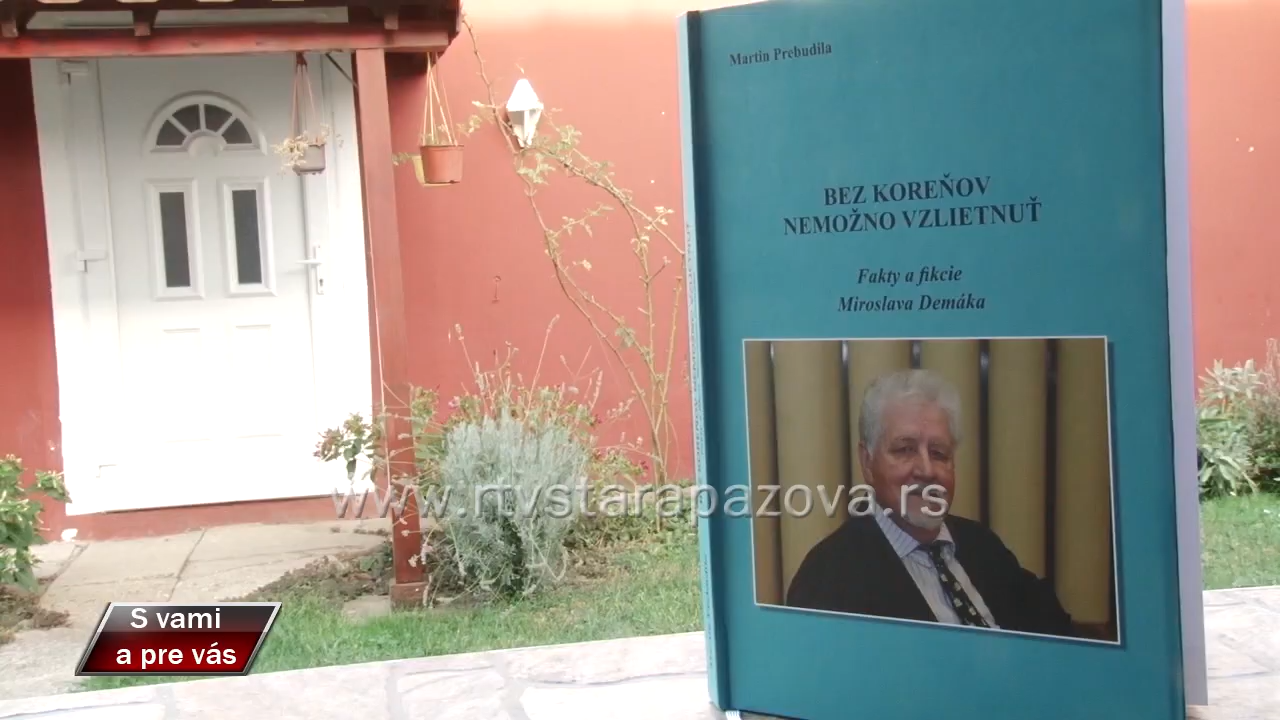 Martin Prebudila
BEZ KOREŇOV
NEMOŽNO VZLIETNUŤ
Fakty a fikcie
Miroslava Demáka
www.rtvstarapazova.rs
S vami
a pre vás